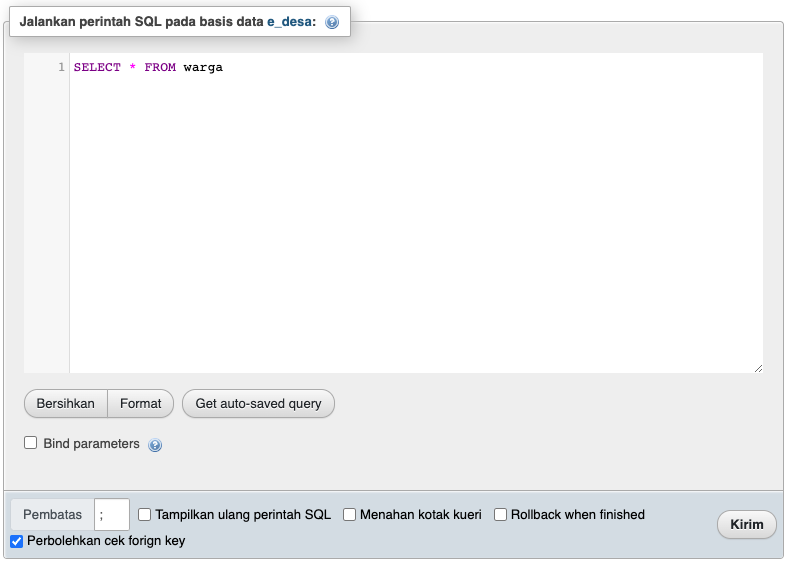 Jalankan perintah SQL pada basis data e_desa:
1 SELECT * FROM warga
Bersihkan Format Get auto-saved query
Bind parameters
Pembatas ; Tampilkan ulang perintah SQL Menahan kotak kueri Rollback when finished
Kirim
Perbolehkan cek forign key